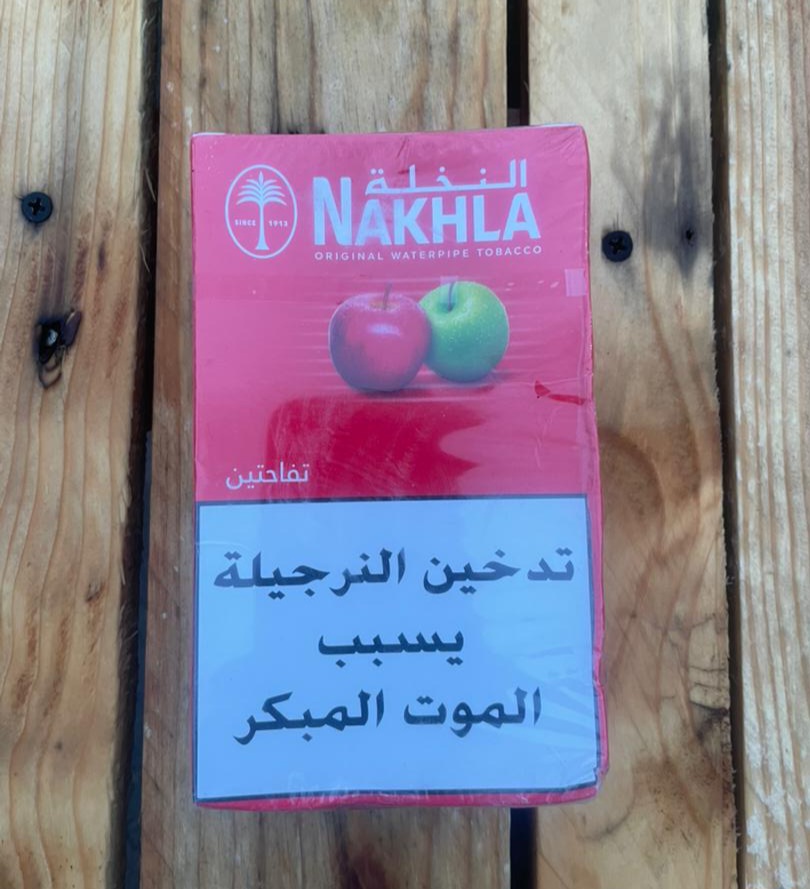 النخلة
SINCE 1913
NAKHLA
ORIGINAL WATERPIPE TOBACCO
تفاحتين
تدخين النرجيلة
يسبب
الموت المبكر